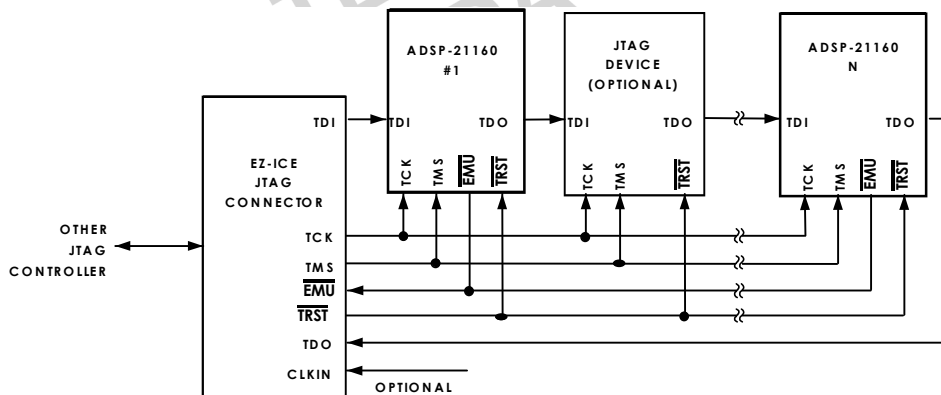 ADSP-21160
#1
JTAG
DEVICE
(OPTIONAL)
ADSP-21160
N
TDI
TDI
TDO
TDI
TDO
TDI
TDO
EZ-ICE
JTAG
CONNECTOR
TCK
TMS
EMU
TRST
TCK
TMS
TRST
TCK
TMS
EMU
TRST
OTHER
JTAG
CONTROLLER
TCK
TMS
EMU
TRST
TDO
CLKIN
OPTIONAL